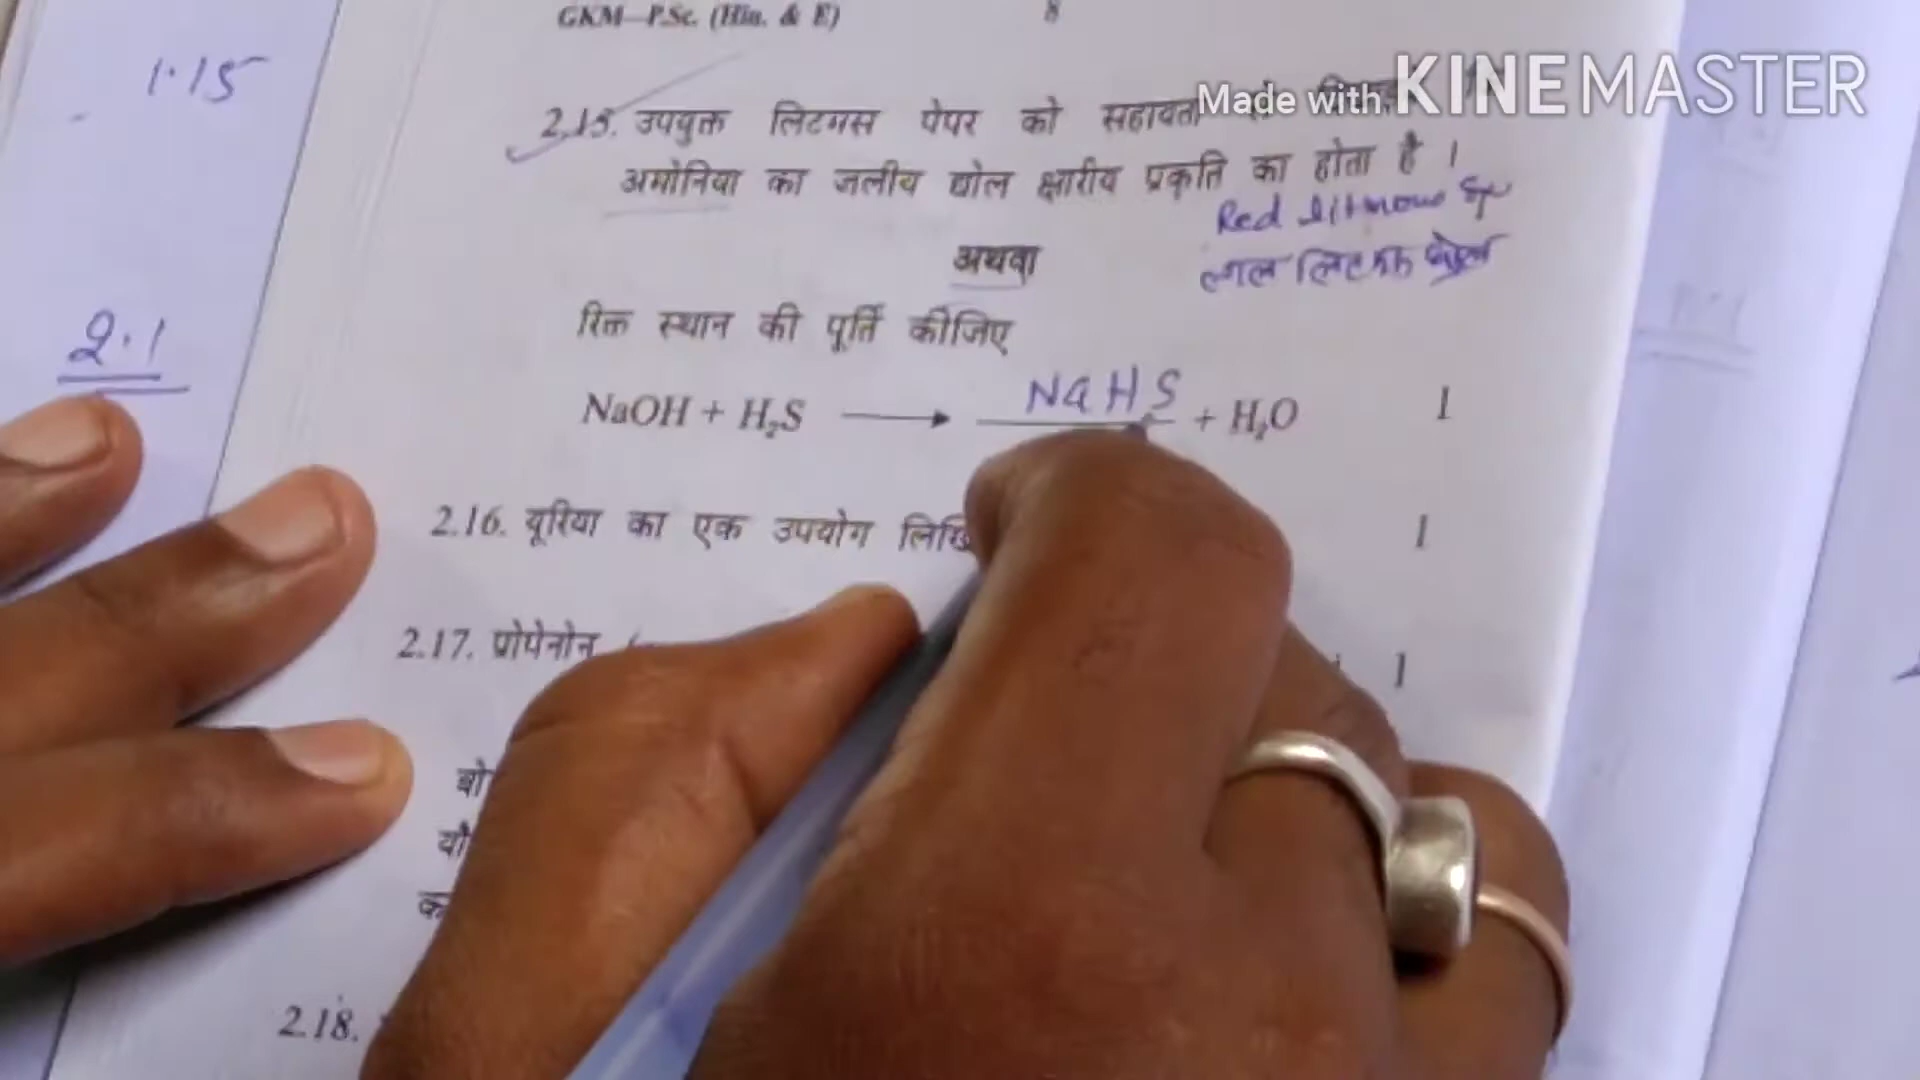 GKM—P.Sc. (Hin. & E) 8
1.15
Made with KINEMASTER
2.15. उपयुक्त लिटमस पेपर को सहायता
अमोनिया का जलीय घोल क्षारीय प्रकृति का होता है ।
Red
अथवा
लाल लिटमस
रिक्त स्थान की पूर्ति कीजिए
2.1
NaHS
NaOH + H₂S ⟶ + H₂O 1
2.16. यूरिया का एक उपयोग 1
2.17. प्रोपेनोन 1
2.18.